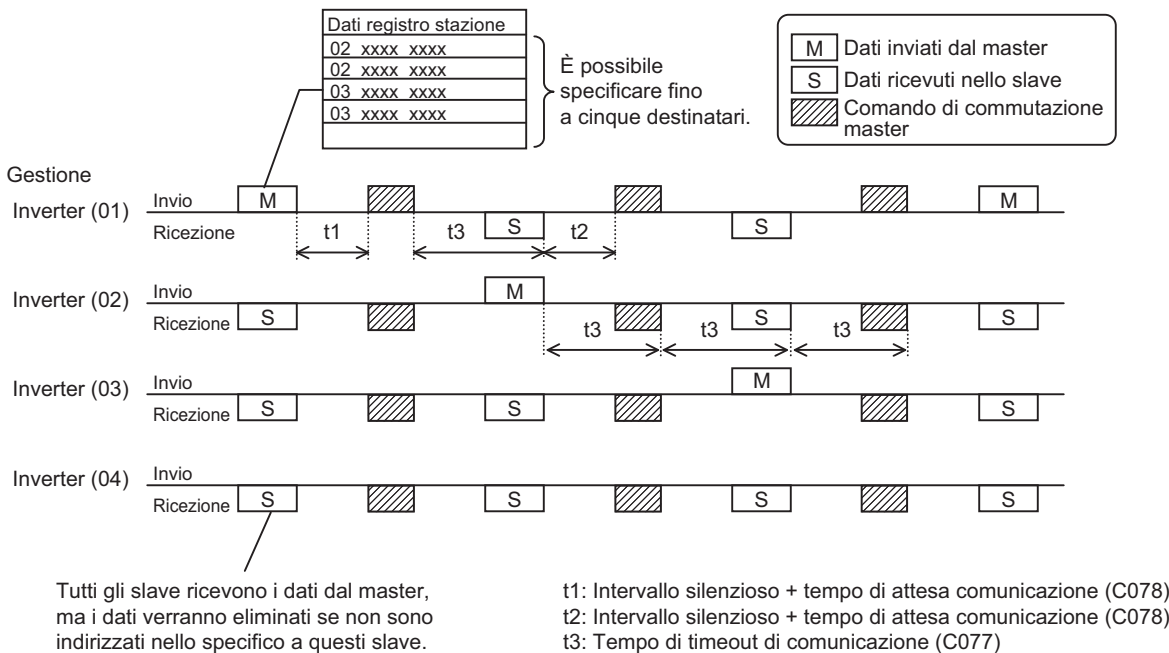 Dati registro stazione
02 xxxx xxxx
02 xxxx xxxx
03 xxxx xxxx
03 xxxx xxxx
È possibile
specificare fino
a cinque destinatari.
M Dati inviati dal master
S Dati ricevuti nello slave
Comando di commutazione
master
Gestione
Inverter (01)
Invio
Ricezione
M
M
t1
t3
S
t2
S
Inverter (02)
Invio
Ricezione
M
S
S
S
t3
t3
t3
Inverter (03)
Invio
Ricezione
M
S
S
S
Inverter (04)
Invio
Ricezione
S
S
S
S
Tutti gli slave ricevono i dati dal master,
ma i dati verranno eliminati se non sono
indirizzati nello specifico a questi slave.
t1: Intervallo silenzioso + tempo di attesa comunicazione (C078)
t2: Intervallo silenzioso + tempo di attesa comunicazione (C078)
t3: Tempo di timeout di comunicazione (C077)